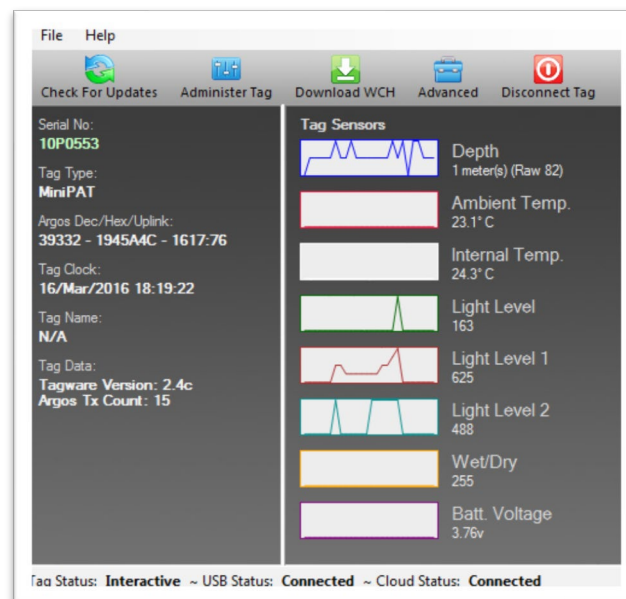 File Help
Check For Updates Administer Tag Download WCH Advanced Disconnect Tag
Serial No:
10P0553
Tag Type:
MiniPAT
Argos Dec/Hex/Uplink:
39332 - 1945A4C - 1617:76
Tag Clock:
16/Mar/2016 18:19:22
Tag Name:
N/A
Tag Data:
Tagware Version: 2.4c
Argos Tx Count: 15
Tag Sensors
Depth
1 meter(s) (Raw 82)
Ambient Temp.
23.1° C
Internal Temp.
24.3° C
Light Level
163
Light Level 1
625
Light Level 2
488
Wet/Dry
255
Batt. Voltage
3.76v
Tag Status: Interactive ~ USB Status: Connected ~ Cloud Status: Connected